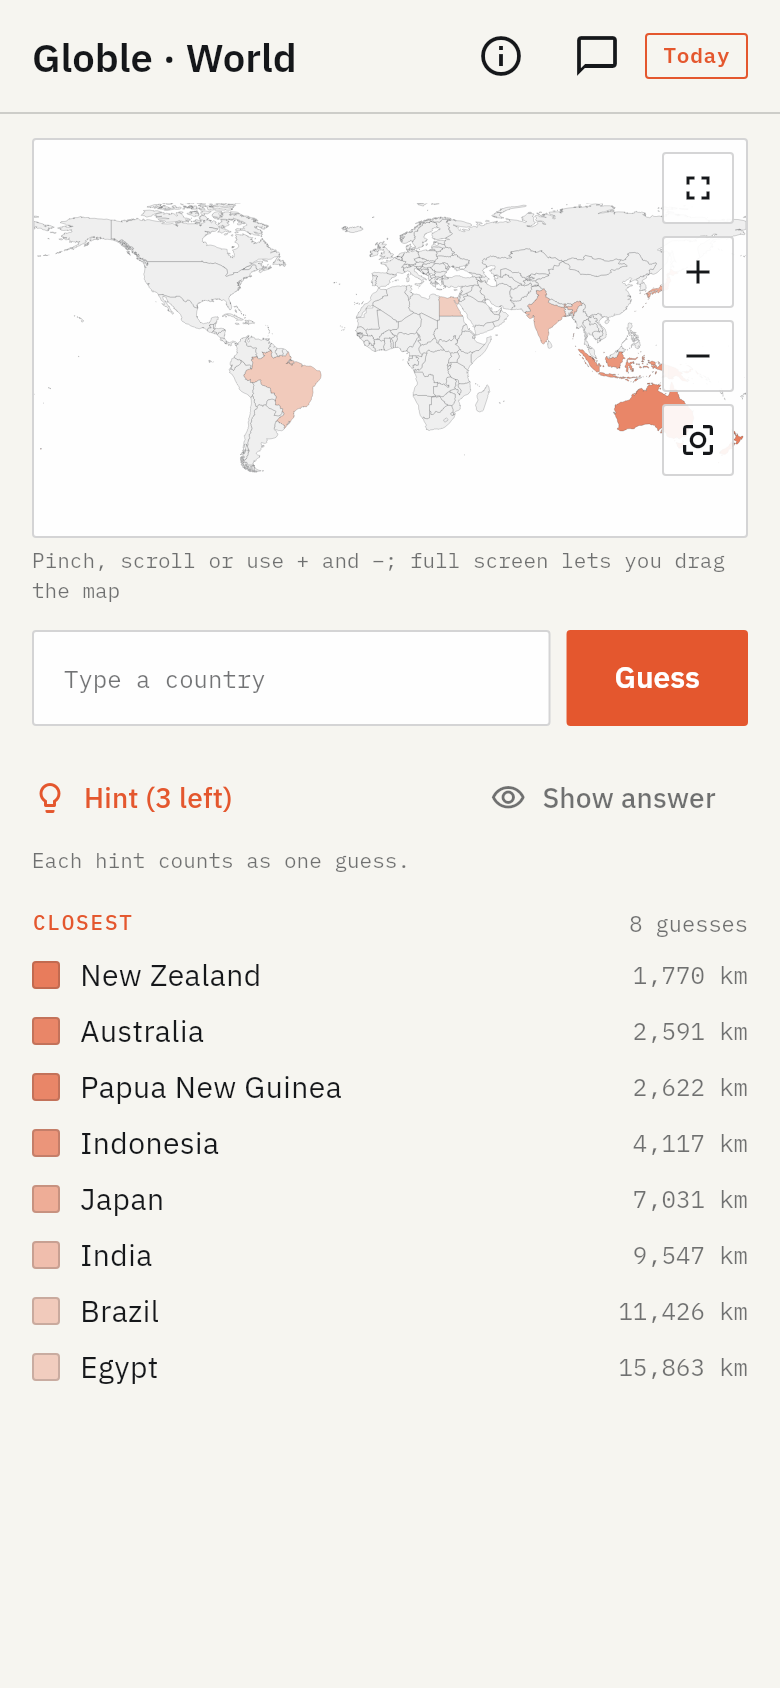 Globle · World
Today
Pinch, scroll or use + and −; full screen lets you drag
the map
Type a country
Guess
Hint (3 left)
Show answer
Each hint counts as one guess.
CLOSEST
8 guesses
New Zealand 1,770 km
Australia 2,591 km
Papua New Guinea 2,622 km
Indonesia 4,117 km
Japan 7,031 km
India 9,547 km
Brazil 11,426 km
Egypt 15,863 km